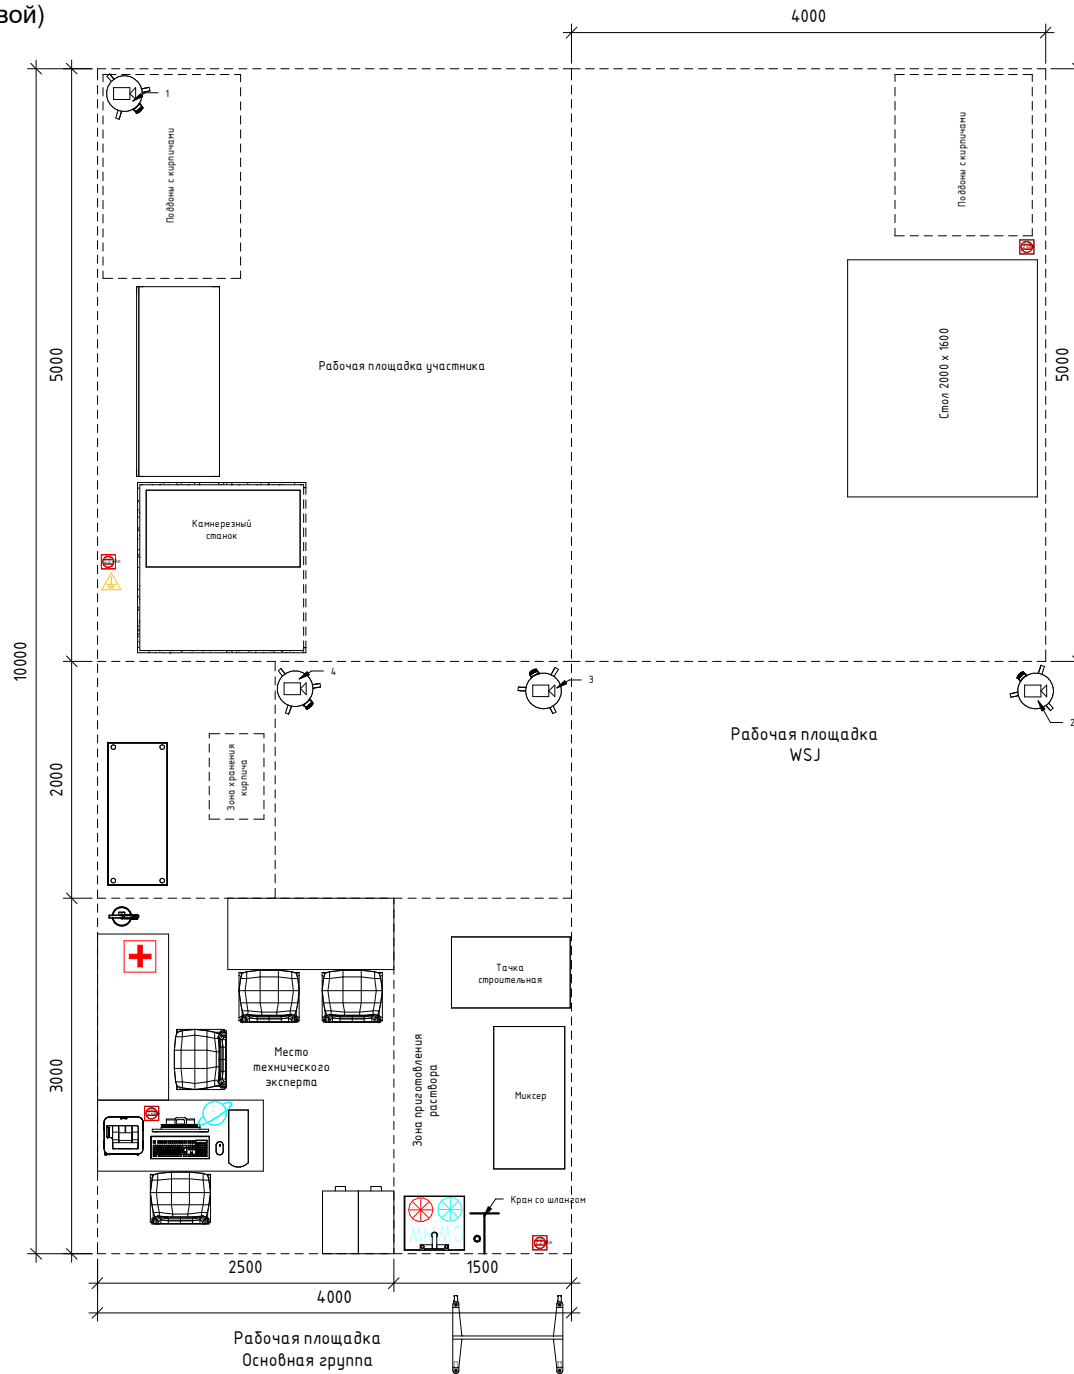 вой)
4000
1
Поддоны с кирпичами
Поддоны с кирпичами
5000
Рабочая площадка участника
Стол 2000 x 1600
5000
Камнерезный
станок
10000
4
3
2
Рабочая площадка
WSJ
2000
Зона хранения
кирпича
Тачка
строительная
3000
Место
технического
эксперта
Зона приготовления
раствора
Миксер
Кран со шлангом
CW
HW
2500
1500
4000
Рабочая площадка
Основная группа